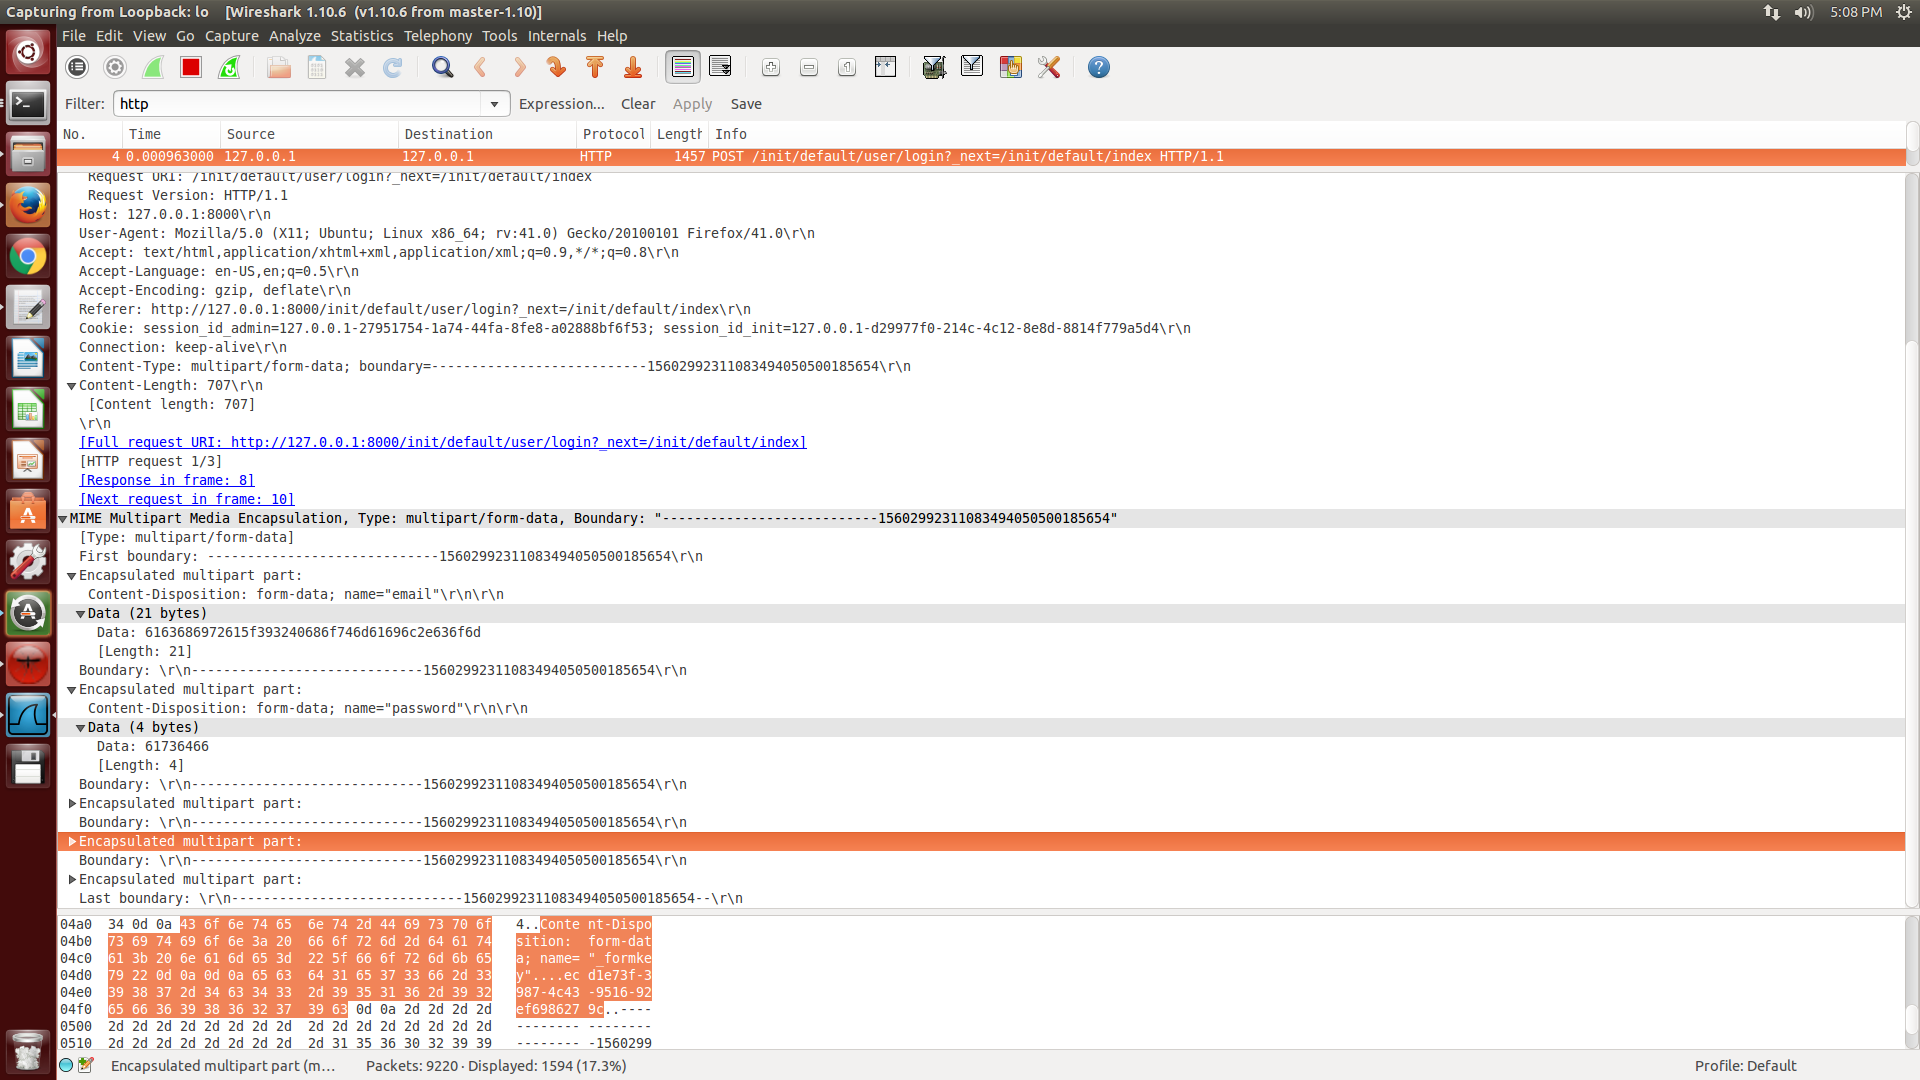 Capturing from Loopback: lo [Wireshark 1.10.6 (v1.10.6 from master-1.10)]
5:08 PM
File Edit View Go Capture Analyze Statistics Telephony Tools Internals Help
Filter: http Expression... Clear Apply Save
No. Time Source Destination Protocol Length Info
4 0.000963000 127.0.0.1 127.0.0.1 HTTP 1457 POST /init/default/user/login?_next=/init/default/index HTTP/1.1
Request URI: /init/default/user/login?_next=/init/default/index
Request Version: HTTP/1.1
Host: 127.0.0.1:8000\r\n
User-Agent: Mozilla/5.0 (X11; Ubuntu; Linux x86_64; rv:41.0) Gecko/20100101 Firefox/41.0\r\n
Accept: text/html,application/xhtml+xml,application/xml;q=0.9,*/*;q=0.8\r\n
Accept-Language: en-US,en;q=0.5\r\n
Accept-Encoding: gzip, deflate\r\n
Referer: http://127.0.0.1:8000/init/default/user/login?_next=/init/default/index\r\n
Cookie: session_id_admin=127.0.0.1-27951754-1a74-44fa-8fe8-a02888bf6f53; session_id_init=127.0.0.1-d29977f0-214c-4c12-8e8d-8814f779a5d4\r\n
Connection: keep-alive\r\n
Content-Type: multipart/form-data; boundary=---------------------------15602992311083494050500185654\r\n
Content-Length: 707\r\n
[Content length: 707]
\r\n
[Full request URI: http://127.0.0.1:8000/init/default/user/login?_next=/init/default/index]
[HTTP request 1/3]
[Response in frame: 8]
[Next request in frame: 10]
MIME Multipart Media Encapsulation, Type: multipart/form-data, Boundary: "---------------------------15602992311083494050500185654"
[Type: multipart/form-data]
First boundary: -----------------------------15602992311083494050500185654\r\n
Encapsulated multipart part:
Content-Disposition: form-data; name="email"\r\n\r\n
Data (21 bytes)
Data: 6163686972615f393240686f746d61696c2e636f6d
[Length: 21]
Boundary: \r\n-----------------------------15602992311083494050500185654\r\n
Encapsulated multipart part:
Content-Disposition: form-data; name="password"\r\n\r\n
Data (4 bytes)
Data: 61736466
[Length: 4]
Boundary: \r\n-----------------------------15602992311083494050500185654\r\n
Encapsulated multipart part:
Boundary: \r\n-----------------------------15602992311083494050500185654\r\n
Encapsulated multipart part:
Boundary: \r\n-----------------------------15602992311083494050500185654\r\n
Encapsulated multipart part:
Last boundary: \r\n-----------------------------15602992311083494050500185654--\r\n
04a0 34 0d 0a 43 6f 6e 74 65 6e 74 2d 44 69 73 70 6f 4..Conte nt-Dispo
04b0 73 69 74 69 6f 6e 3a 20 66 6f 72 6d 2d 64 61 74 sition: form-dat
04c0 61 3b 20 6e 61 6d 65 3d 22 5f 66 6f 72 6d 6b 65 a; name= "_formke
04d0 79 22 0d 0a 0d 0a 65 63 64 31 65 37 33 66 2d 33 y"....ec d1e73f-3
04e0 39 38 37 2d 34 63 34 33 2d 39 35 31 36 2d 39 32 987-4c43 -9516-92
04f0 65 66 36 39 38 36 32 37 39 63 0d 0a 2d 2d 2d 2d ef698627 9c..----
0500 2d 2d 2d 2d 2d 2d 2d 2d 2d 2d 2d 2d 2d 2d 2d 2d -------- --------
0510 2d 2d 2d 2d 2d 2d 2d 2d 2d 31 35 36 30 32 39 39 -------- -1560299
Encapsulated multipart part (m... Packets: 9220 · Displayed: 1594 (17.3%) Profile: Default